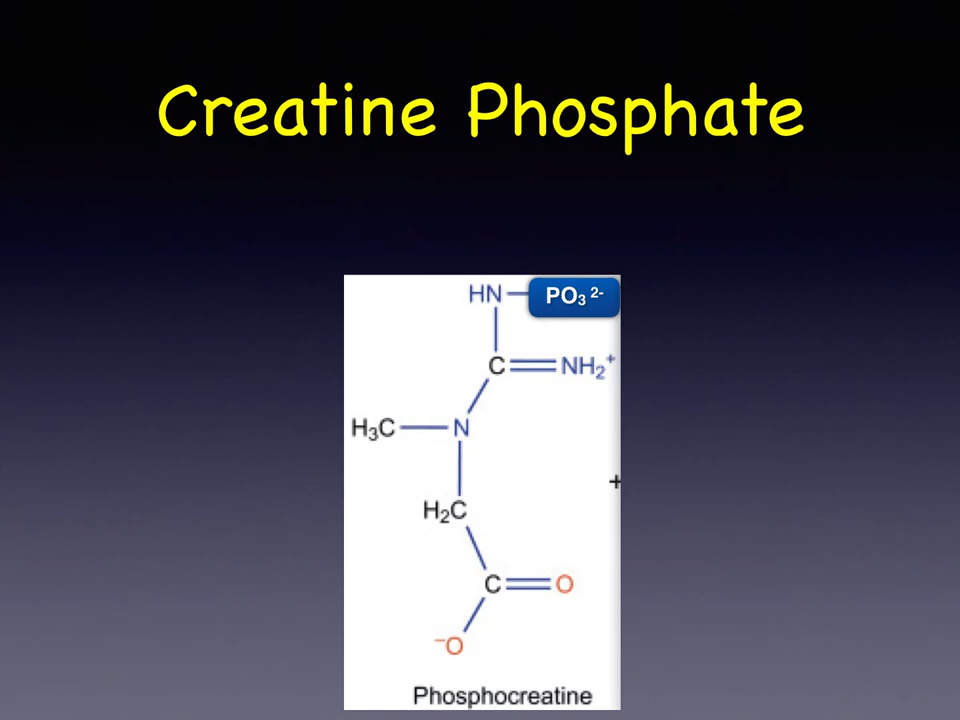 Creatine Phosphate
HN PO₃ ²⁻
C NH₂⁺
H₃C N
+
H₂C
C O
⁻O
Phosphocreatine